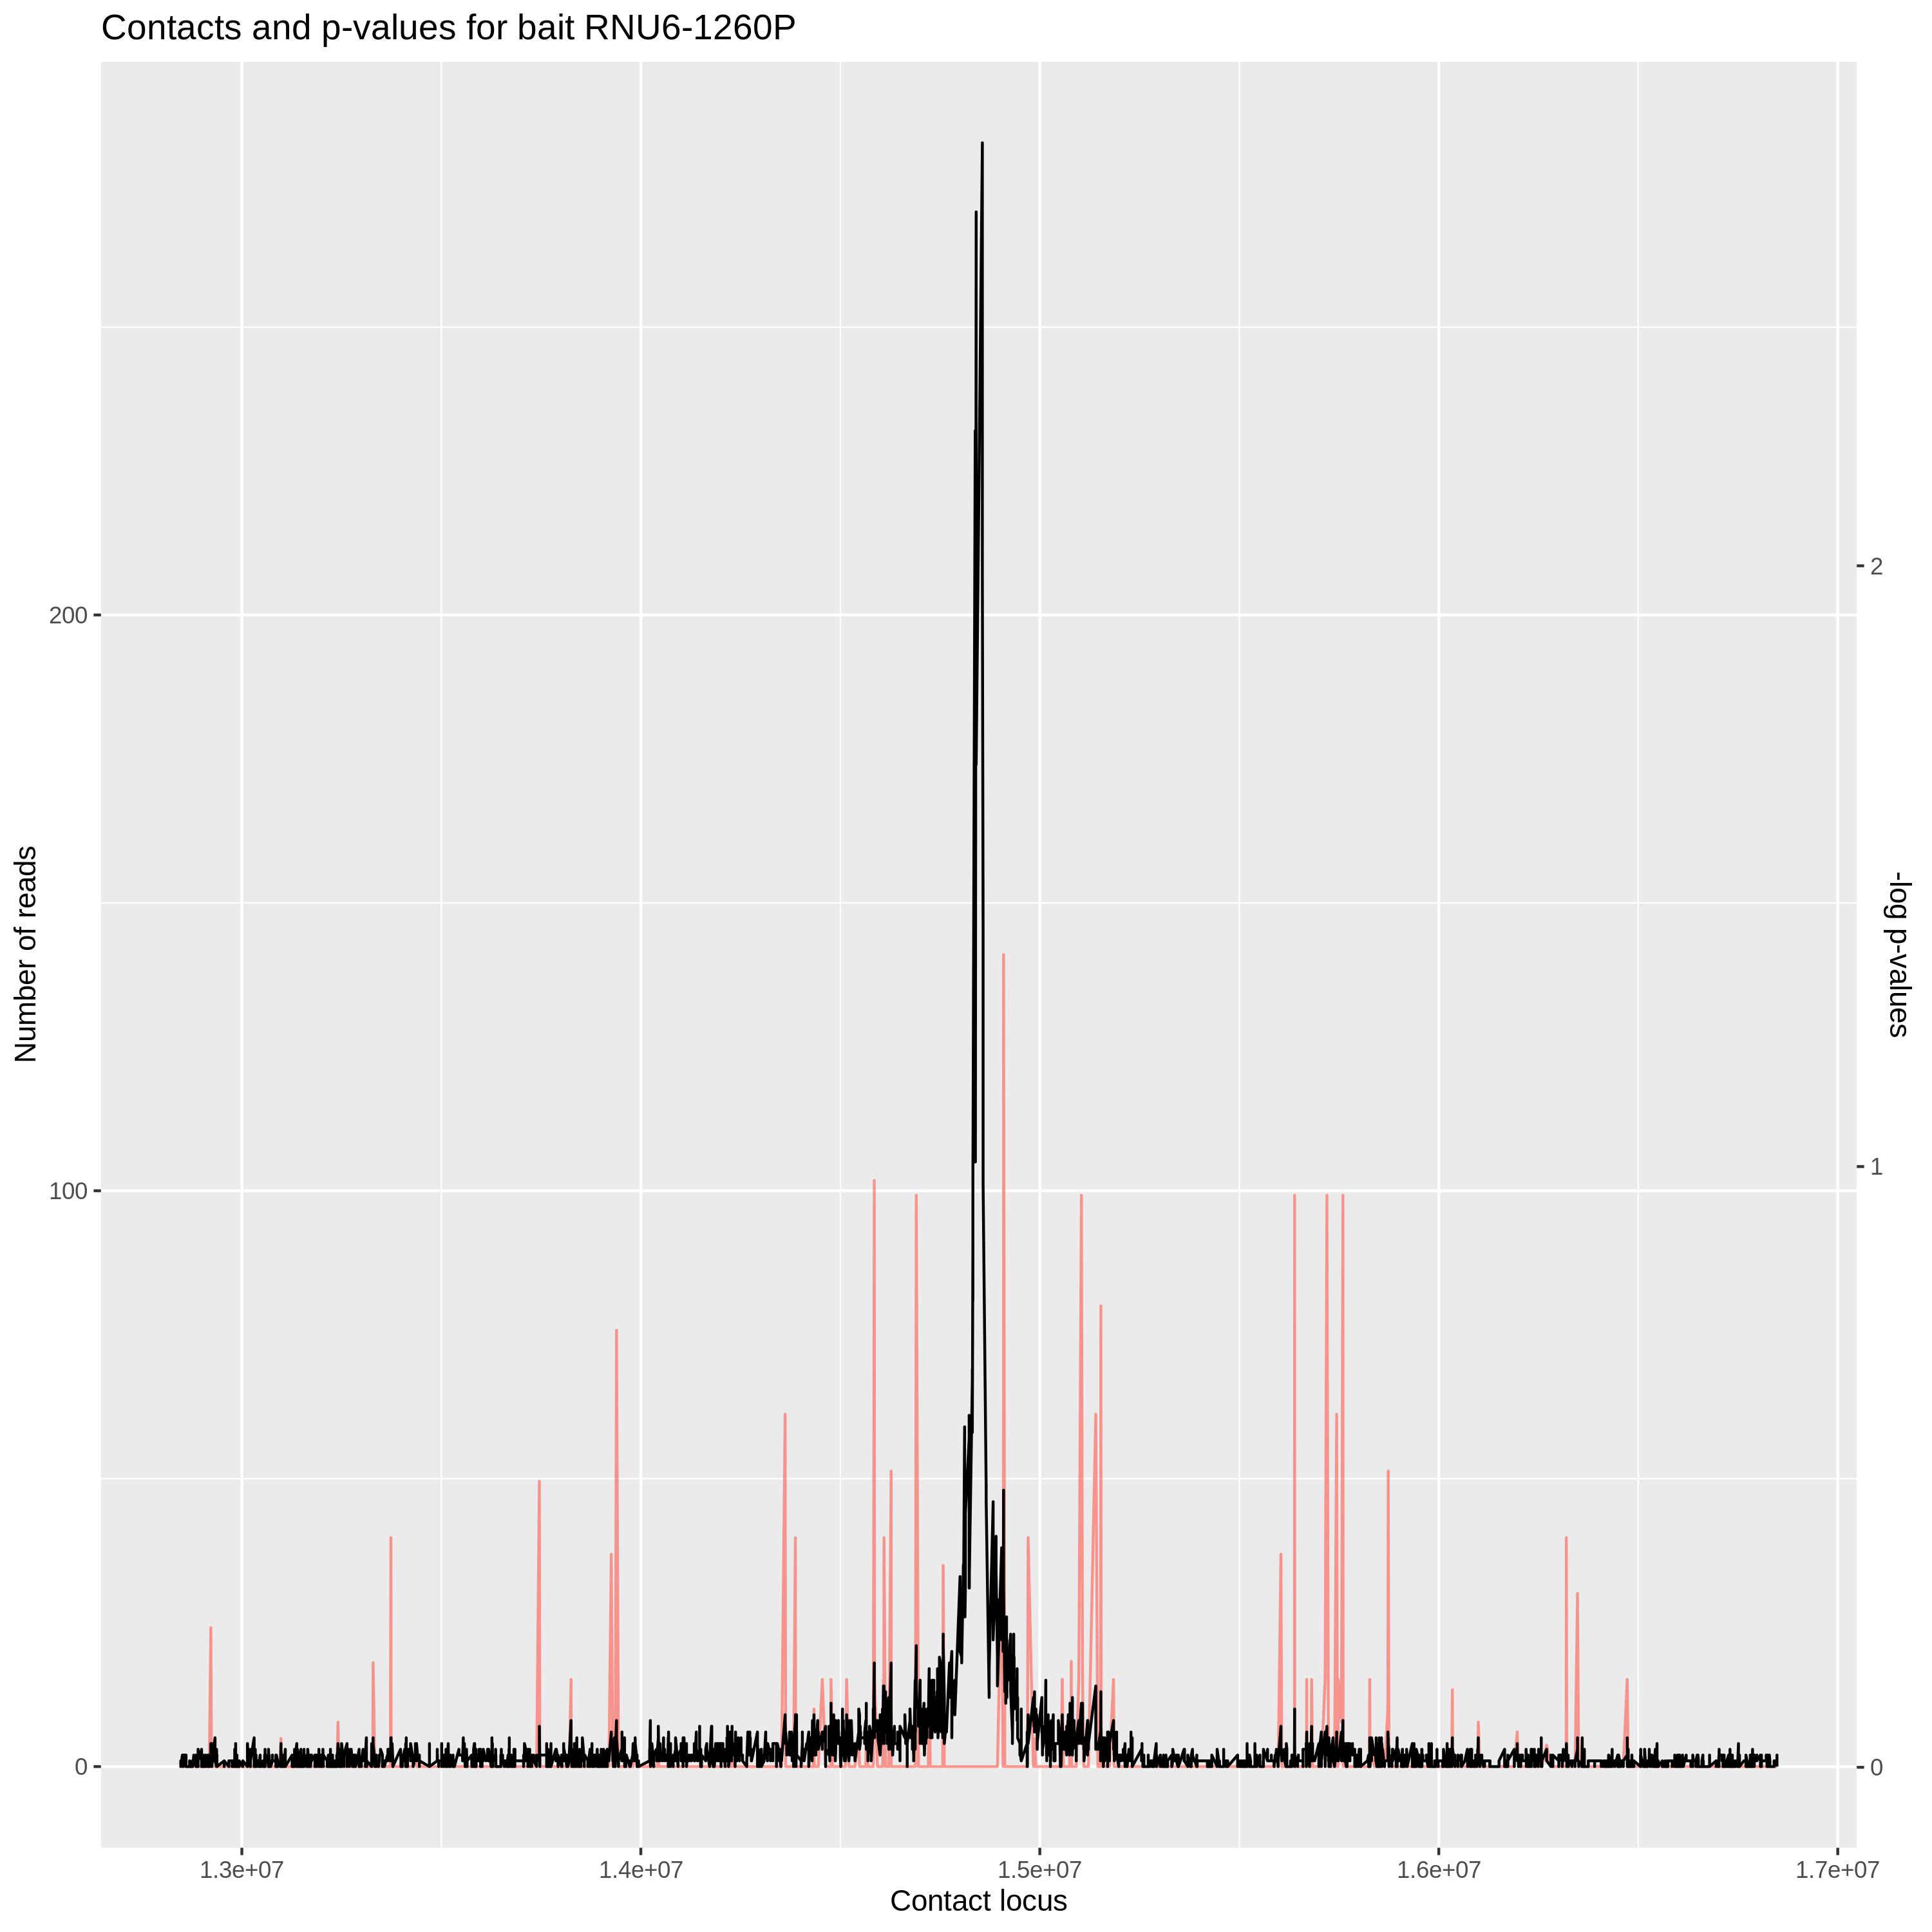 Contacts and p-values for bait RNU6-1260P
Number of reads
200
100
0
2
1
0
-log p-values
1.3e+07 1.4e+07 1.5e+07 1.6e+07 1.7e+07
Contact locus